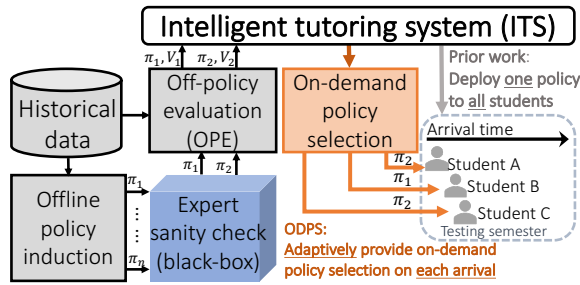 Intelligent tutoring system (ITS)
π₁, V₁
π₂, V₂
Prior work:
Deploy one policy
to all students
Historical
data
Off-policy
evaluation
(OPE)
On-demand
policy
selection
Arrival time
π₁
π₂
π₂
Student A
π₁
Student B
π₂
Student C
Testing semester
Offline
policy
induction
π₁
πₙ
Expert
sanity check
(black-box)
ODPS:
Adaptively provide on-demand
policy selection on each arrival